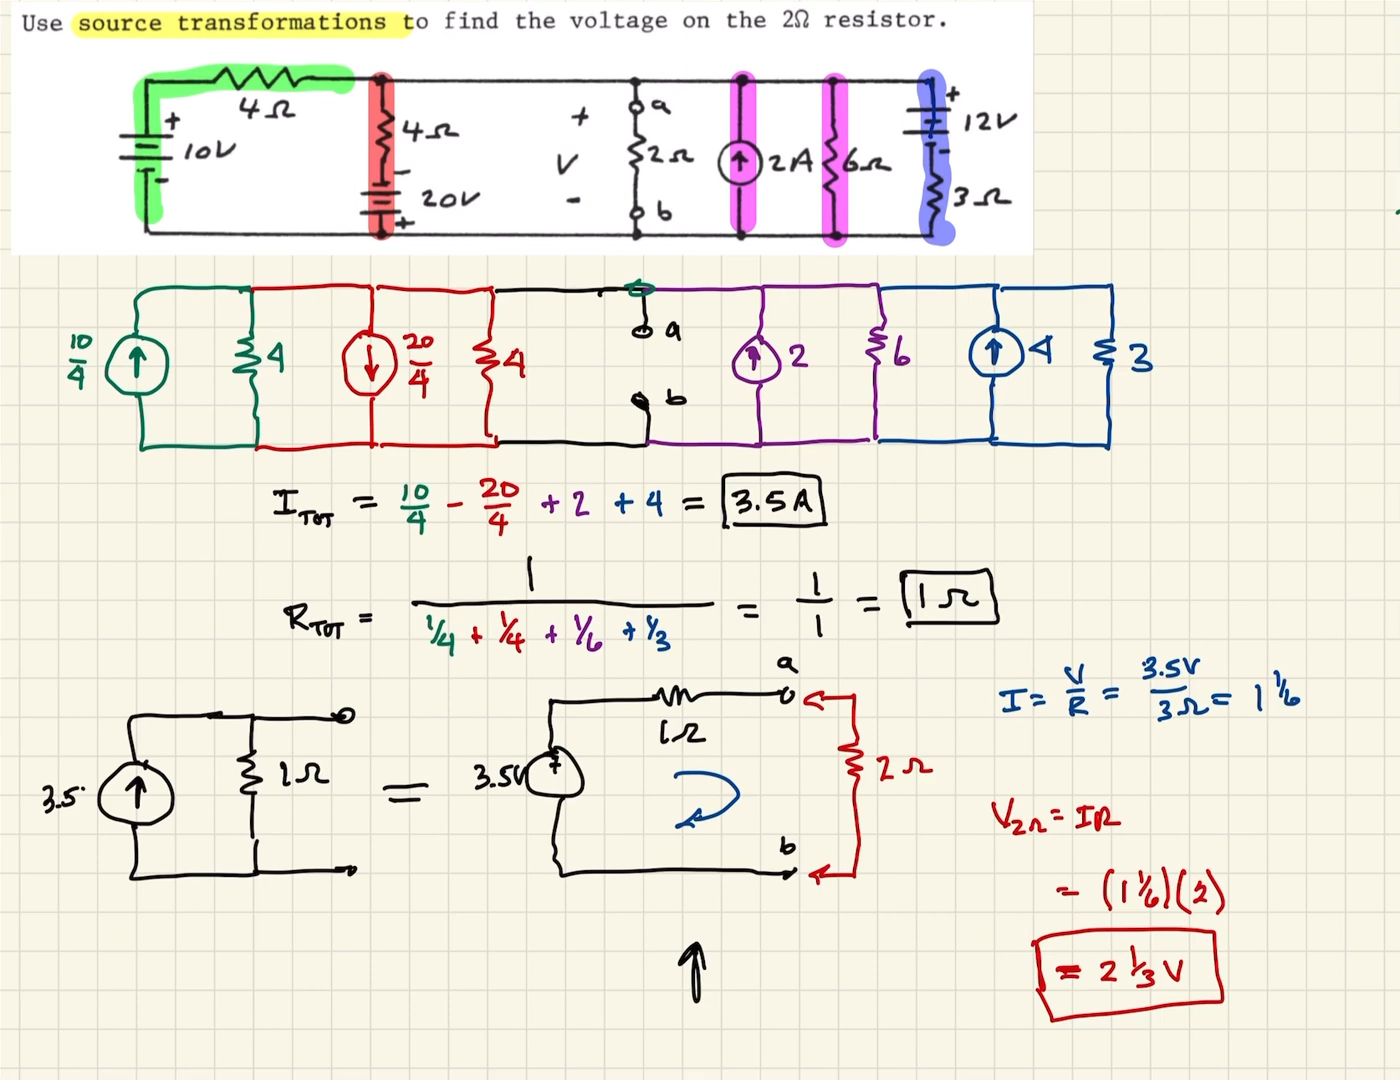 Use source transformations to find the voltage on the 2Ω resistor.
4Ω
+ 10V -
4Ω
- 20V +
+ V -
a
2Ω
b
2A
6Ω
+ 12V -
3Ω
10/4 4 20/4 4 a b 2 6 4 3
I_TOT = 10/4 - 20/4 + 2 + 4 = 3.5A
R_TOT = 1/(1/4 + 1/4 + 1/6 + 1/3) = 1/1 = 1Ω
3.5 1Ω = 3.5V + 1Ω a b 2Ω
I = V/R = 3.5V/3Ω = 1 1/6
V_2Ω = IR
= (1 1/6)(2)
= 2 1/3 V